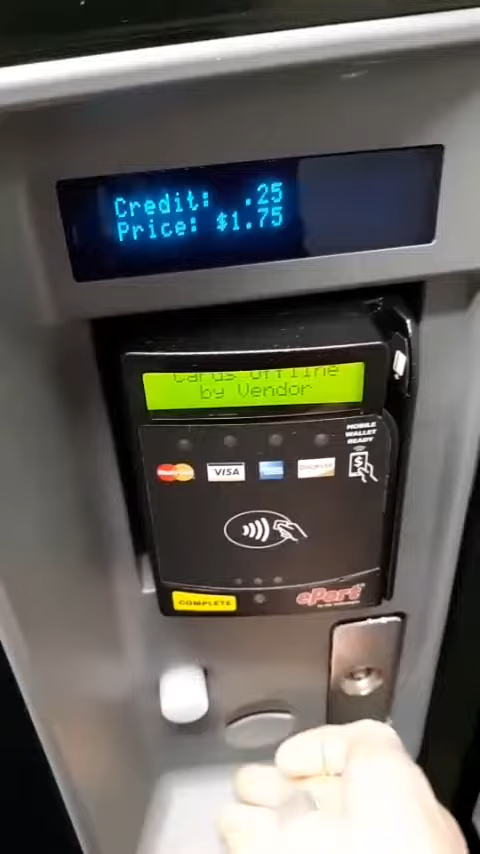 Credit: .25
Price: $1.75
Cards Offline
by Vendor
MOBILE
WALLET
READY
MasterCard
VISA
DISCOVER
COMPLETE
ePort